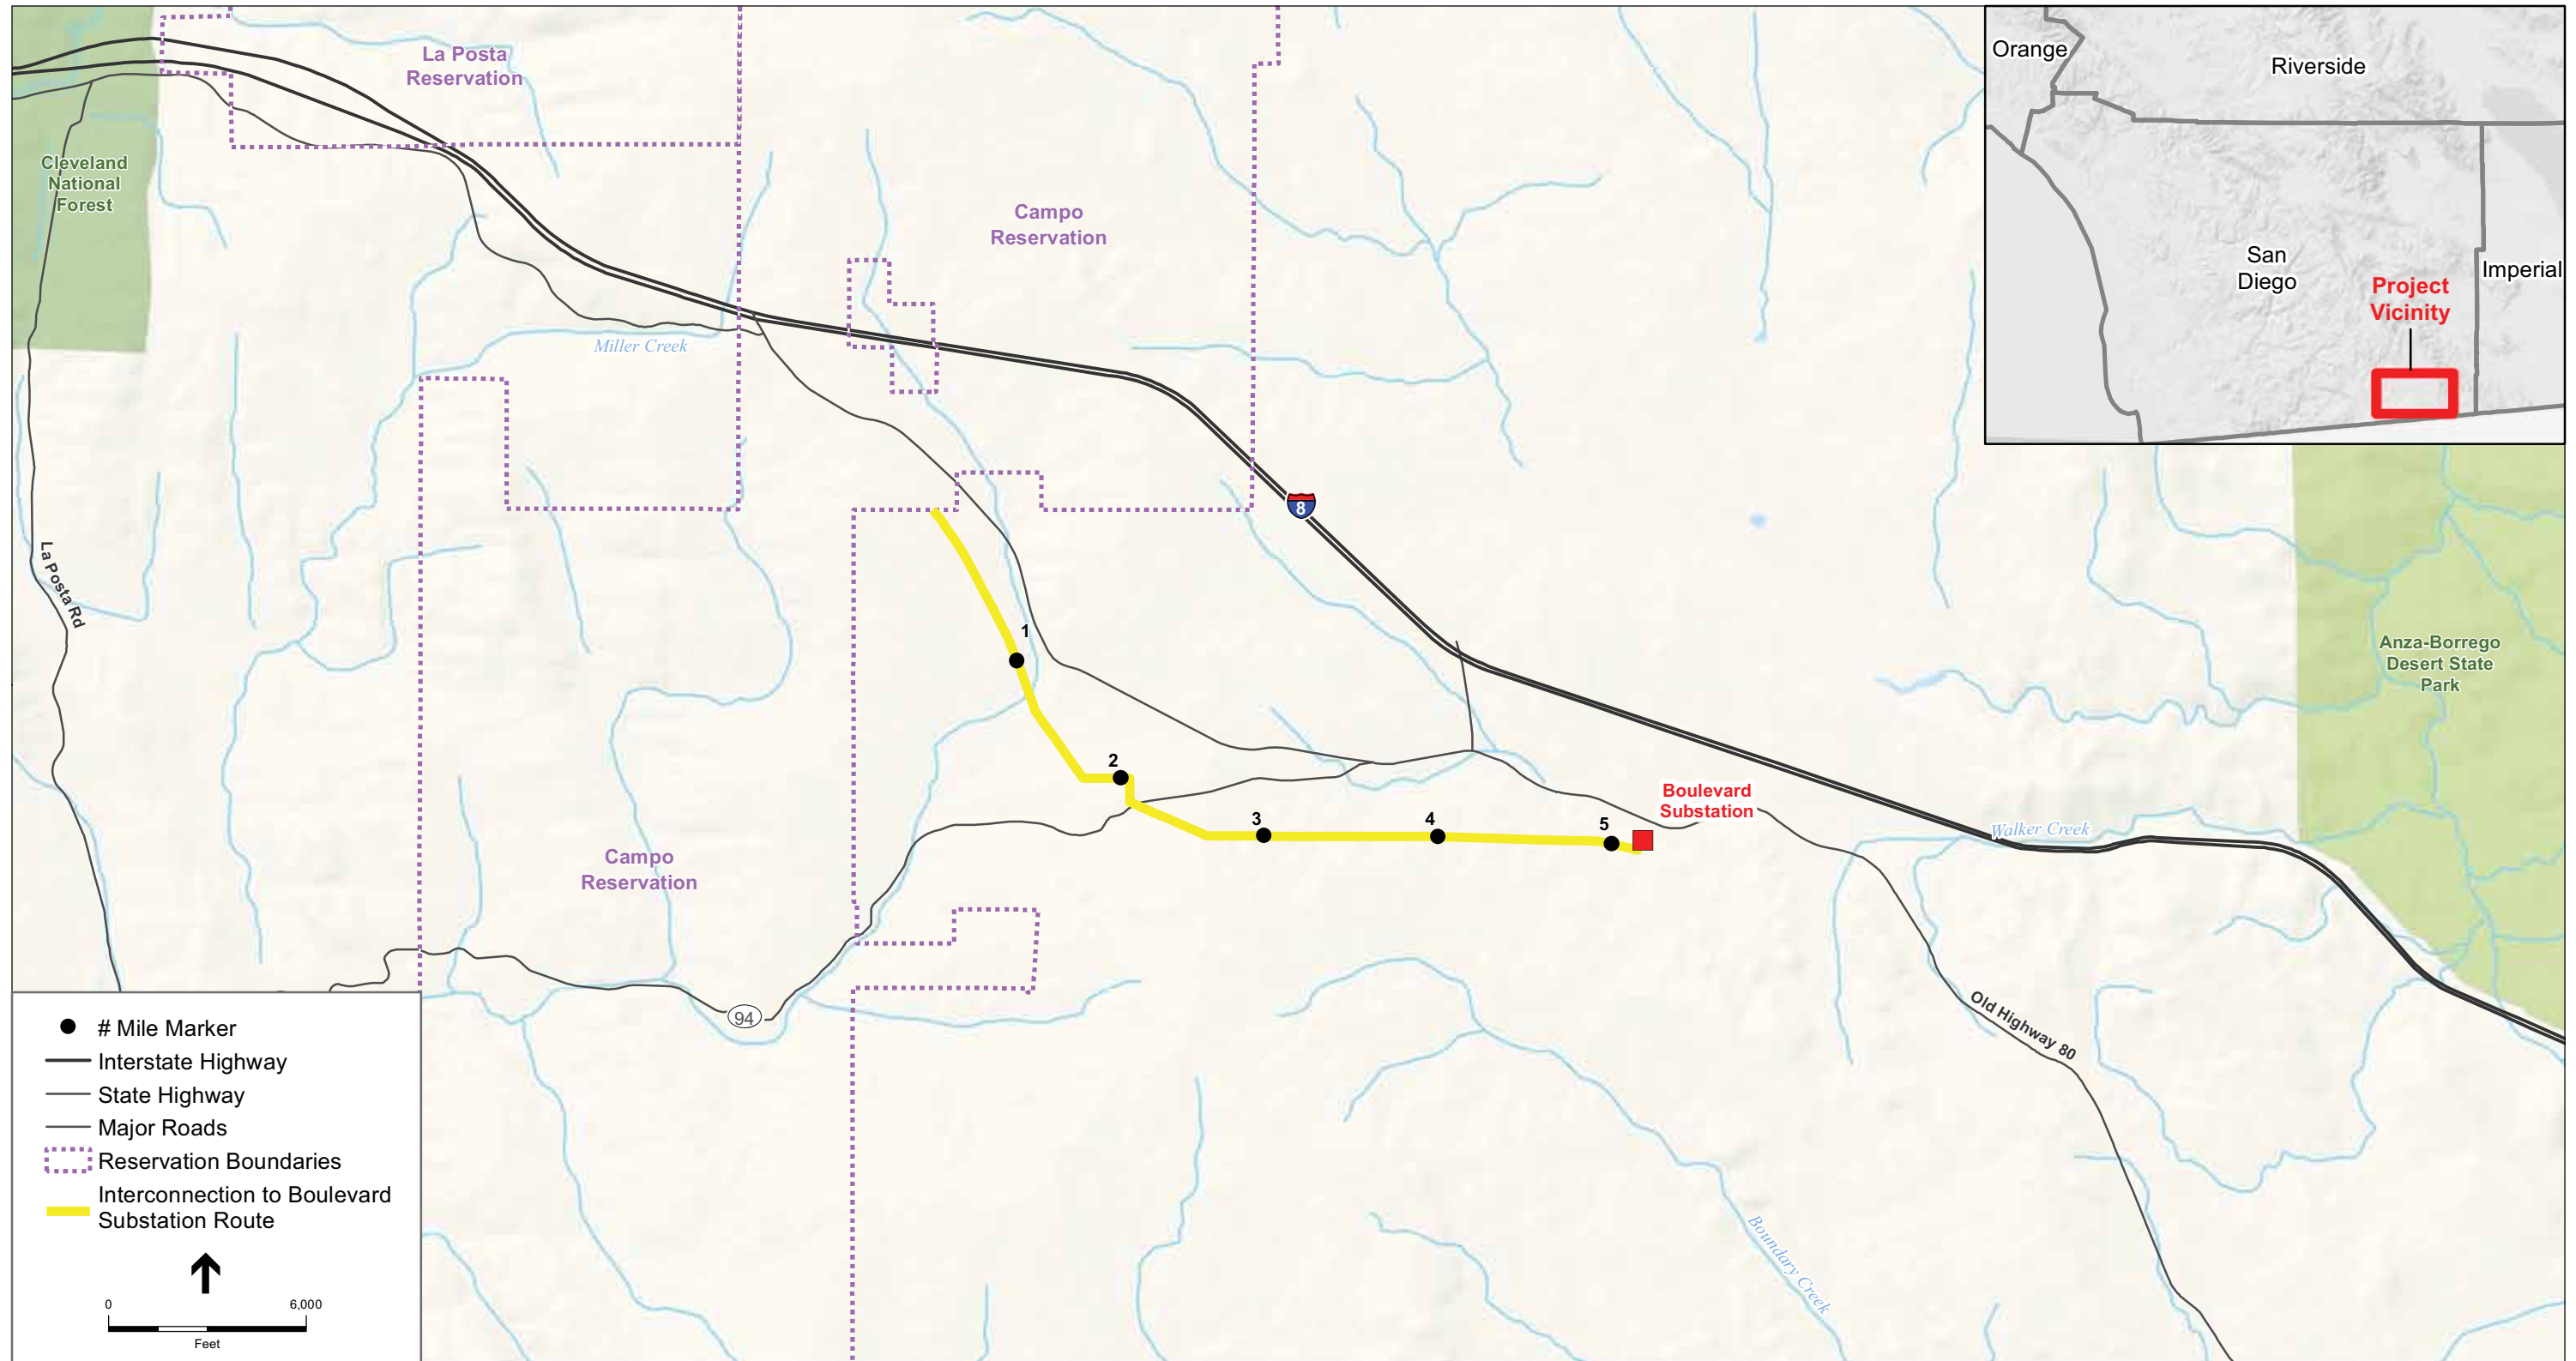 La Posta
Reservation
Cleveland
National
Forest
Campo
Reservation
Miller Creek
8
La Posta Rd
1
2
3
4
5
Boulevard
Substation
Walker Creek
Anza-Borrego
Desert State
Park
Campo
Reservation
94
Old Highway 80
Boundary Creek
Orange
Riverside
San
Diego
Imperial
Project
Vicinity
# Mile Marker
Interstate Highway
State Highway
Major Roads
Reservation Boundaries
Interconnection to Boulevard
Substation Route
0 6,000
Feet